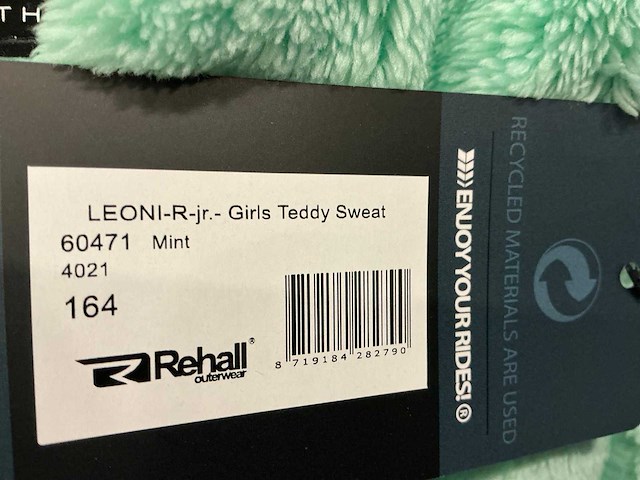 TH
LEONI-R-jr.- Girls Teddy Sweat
60471 Mint
4021
164
Rehall®
outerwear
8 719184 282790
ENJOY YOUR RIDES!®
RECYCLED MATERIALS ARE USED